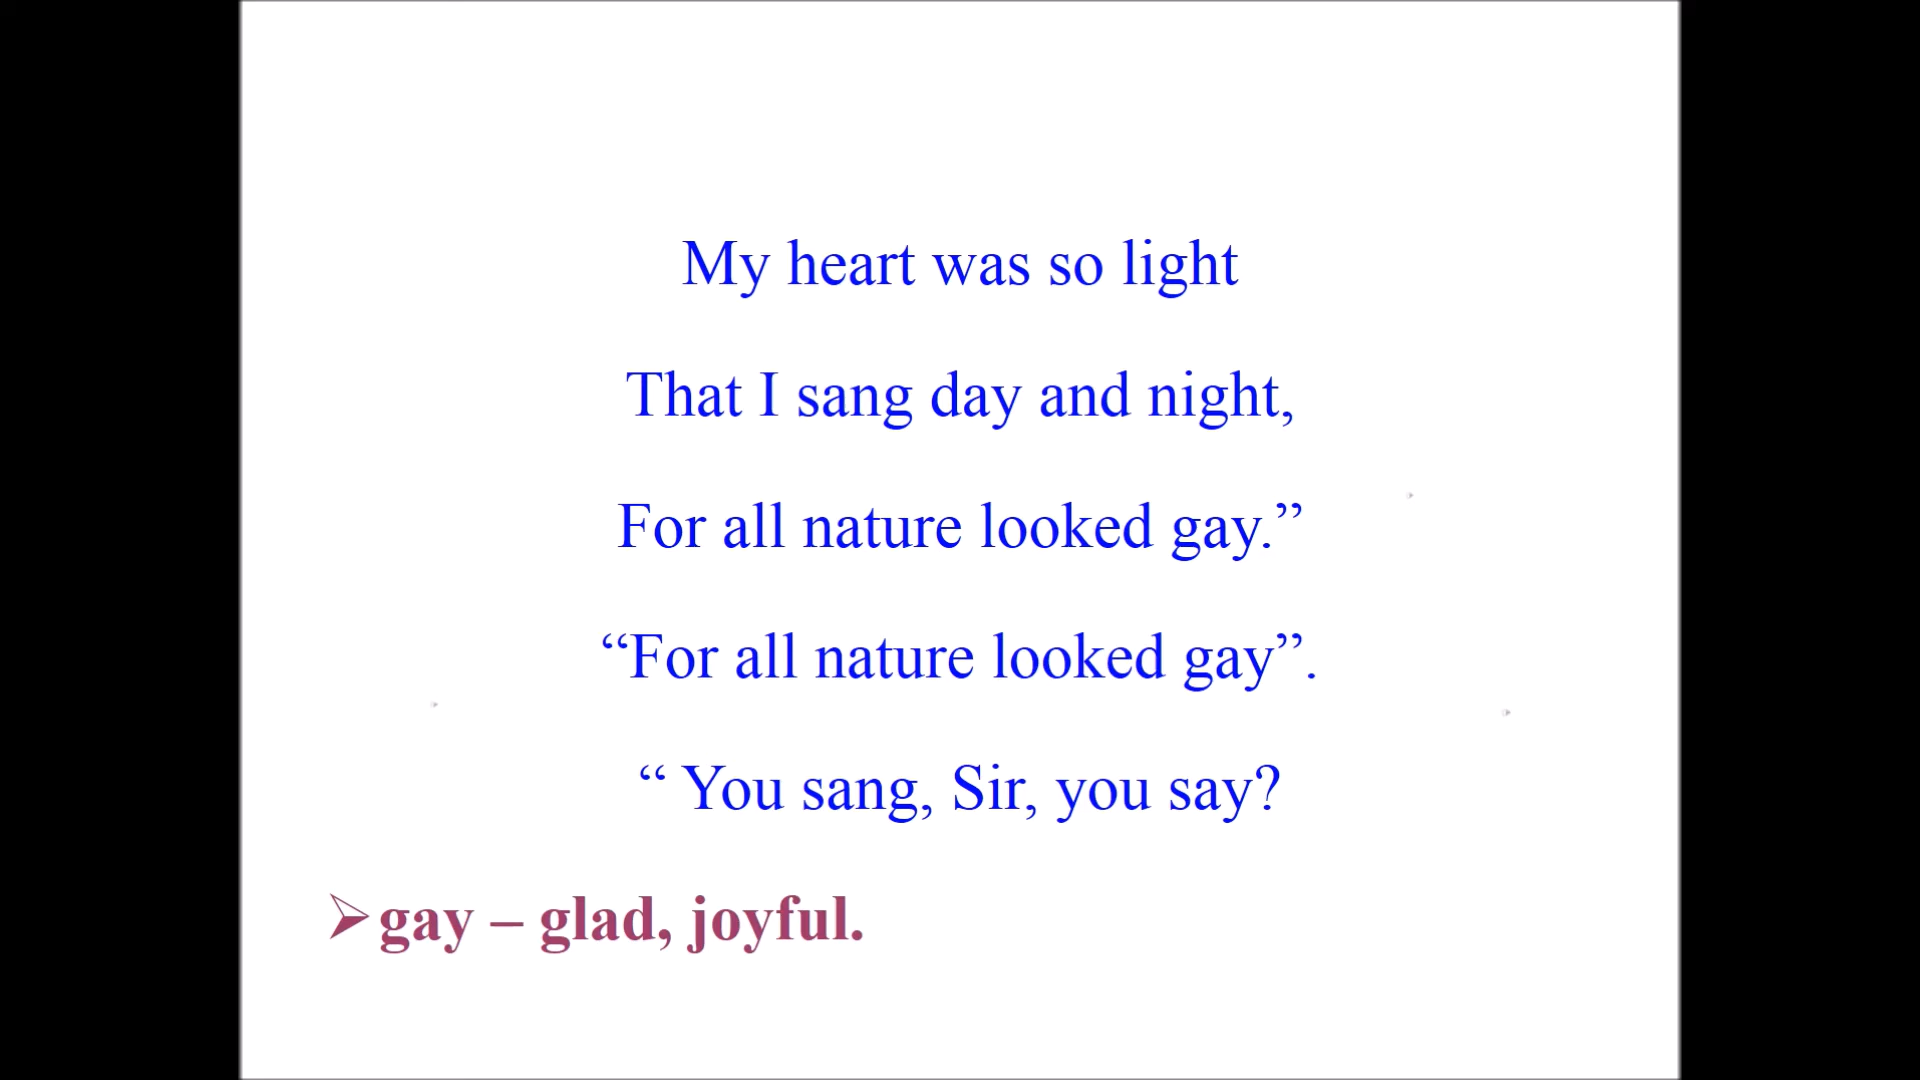 My heart was so light
That I sang day and night,
For all nature looked gay.”
“For all nature looked gay”.
“ You sang, Sir, you say?
➢gay – glad, joyful.